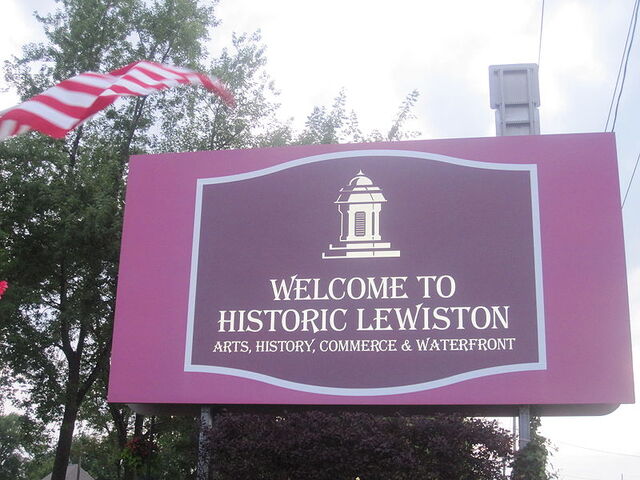 WELCOME TO
HISTORIC LEWISTON
ARTS, HISTORY, COMMERCE & WATERFRONT